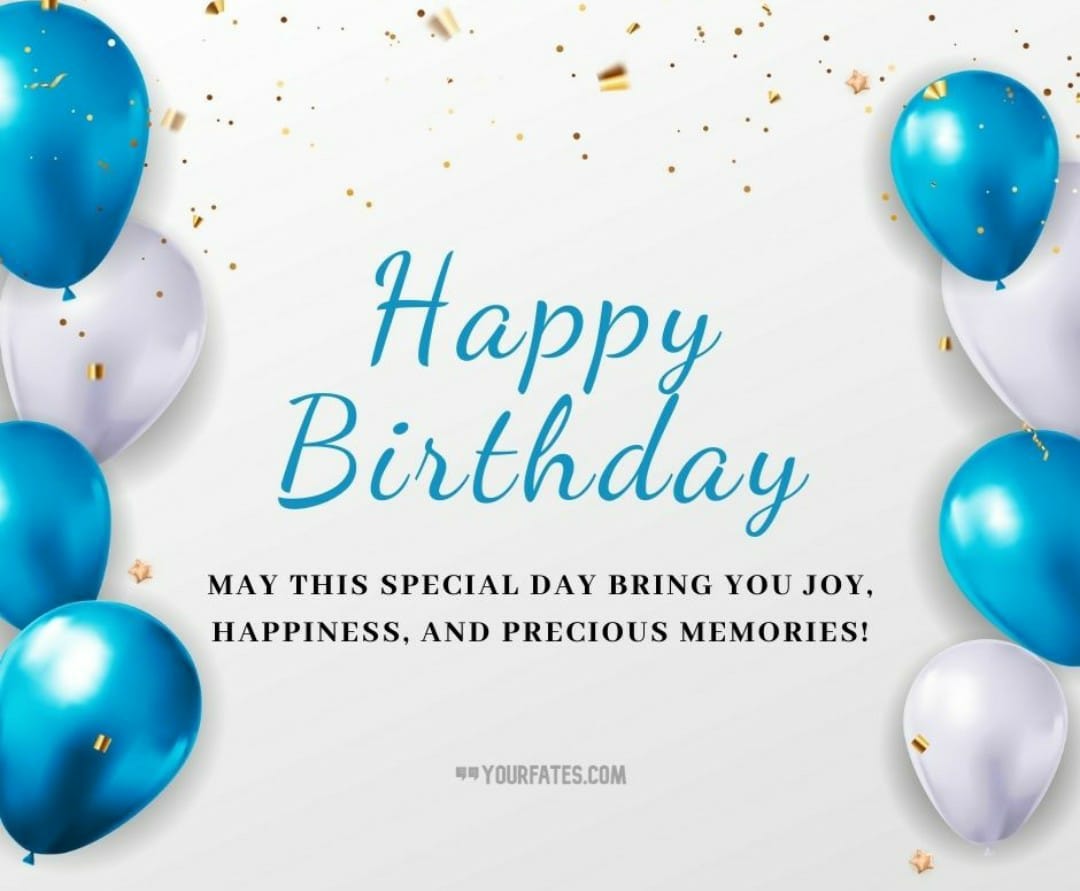 Happy
Birthday
MAY THIS SPECIAL DAY BRING YOU JOY,
HAPPINESS, AND PRECIOUS MEMORIES!
YOURFATES.COM